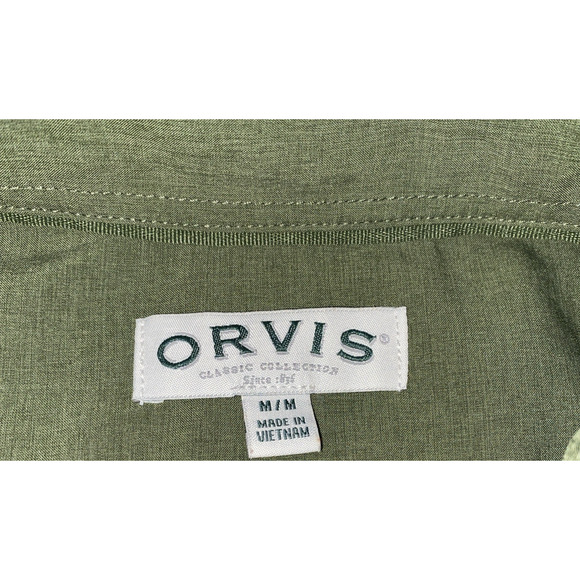 ORVIS®
CLASSIC COLLECTION
Since 1856
M/M
MADE IN
VIETNAM